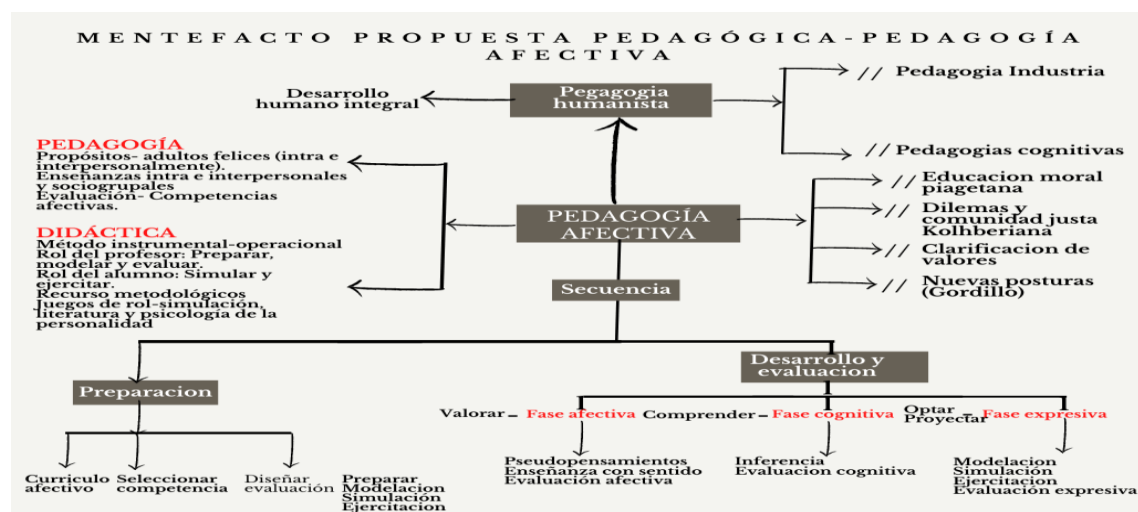 MENTEFACTO PROPUESTA PEDAGÓGICA-PEDAGOGÍA
AFECTIVA
Desarrollo
humano integral
Pegagogia
humanista
// Pedagogia Industria
// Pedagogias cognitivas
PEDAGOGÍA
Propósitos- adultos felices (intra e
interpersonalmente).
Enseñanzas intra e interpersonales
y sociogrupales
Evaluación- Competencias
afectivas.
DIDÁCTICA
Método instrumental-operacional
Rol del profesor: Preparar,
modelar y evaluar.
Rol del alumno: Simular y
ejercitar.
Recurso metodológicos
Juegos de rol-simulación,
literatura y psicología de la
personalidad
PEDAGOGÍA
AFECTIVA
// Educacion moral
piagetana
// Dilemas y
comunidad justa
Kolhberiana
// Clarificacion de
valores
// Nuevas posturas
(Gordillo)
Secuencia
Preparacion
Desarrollo y
evaluacion
Curriculo
afectivo
Seleccionar
competencia
Diseñar
evaluación
Preparar
Modelacion
Simulación
Ejercitacion
Valorar - Fase afectiva
Comprender- Fase cognitiva
Optar - Fase expresiva
Proyectar
Pseudopensamientos
Enseñanza con sentido
Evaluación afectiva
Inferencia
Evaluacion cognitiva
Modelacion
Simulación
Ejercitacion
Evaluación expresiva